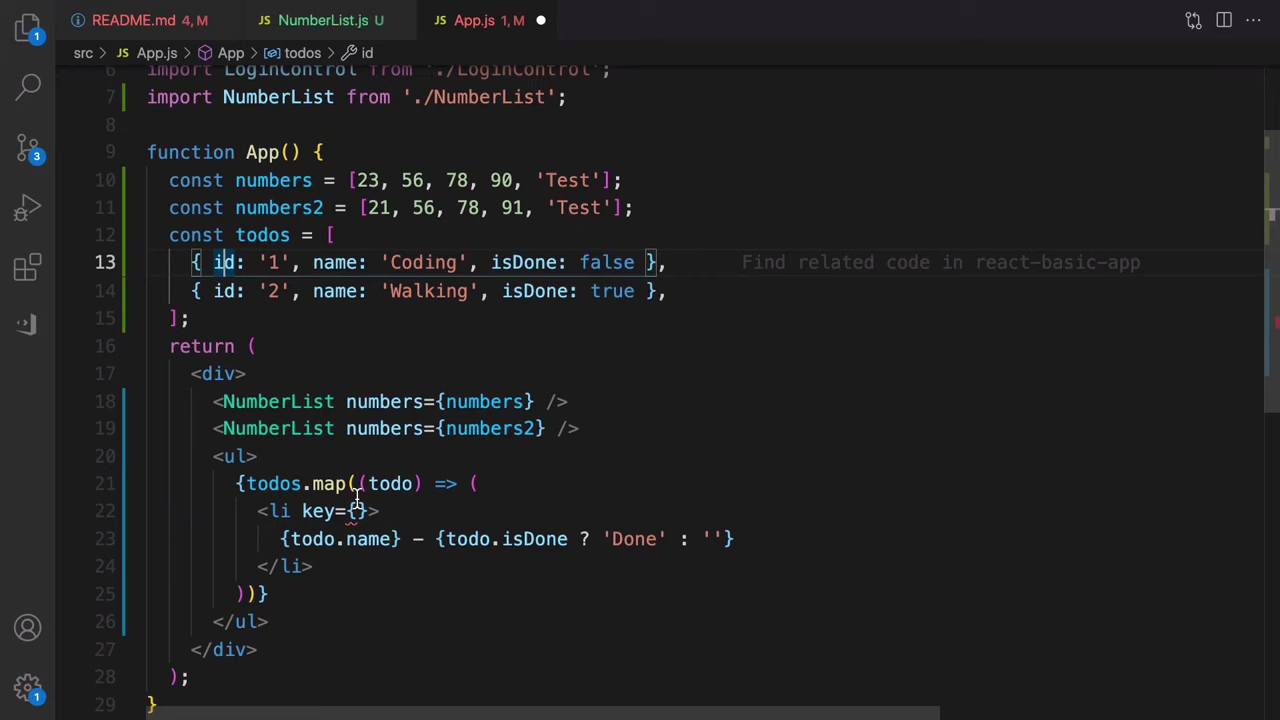 README.md 4, M JS NumberList.js U JS App.js 1, M
src > JS App.js > App > todos > id
6 import LoginControl from './LoginControl';
7 import NumberList from './NumberList';
8
9 function App() {
10 const numbers = [23, 56, 78, 90, 'Test'];
11 const numbers2 = [21, 56, 78, 91, 'Test'];
12 const todos = [
13 { id: '1', name: 'Coding', isDone: false }, Find related code in react-basic-app
14 { id: '2', name: 'Walking', isDone: true },
15 ];
16 return (
17 <div>
18 <NumberList numbers={numbers} />
19 <NumberList numbers={numbers2} />
20 <ul>
21 {todos.map((todo) => (
22 <li key={}>
23 {todo.name} - {todo.isDone ? 'Done' : ''}
24 </li>
25 ))}
26 </ul>
27 </div>
28 );
29 }
1
3
1